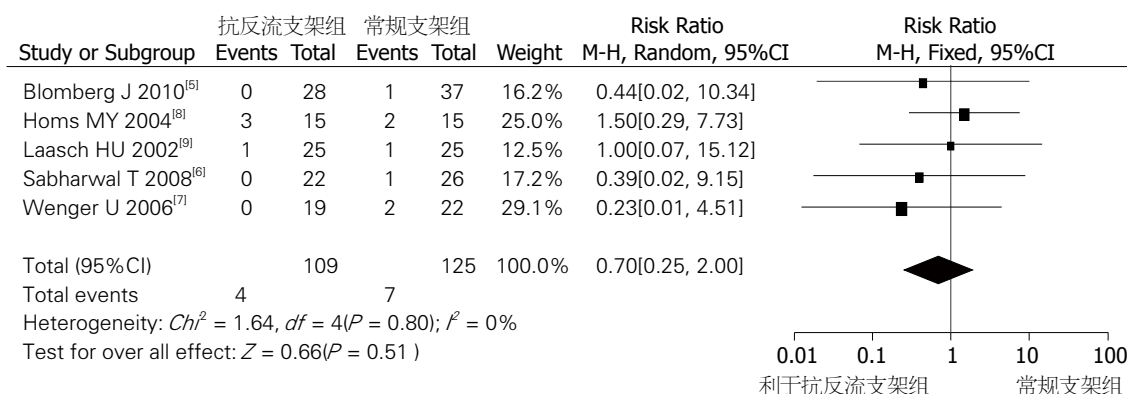 抗反流支架组 常规支架组 Risk Ratio Risk Ratio
Study or Subgroup Events Total Events Total Weight M-H, Random, 95%CI M-H, Fixed, 95%CI
Blomberg J 2010[5] 0 28 1 37 16.2% 0.44[0.02, 10.34]
Homs MY 2004[8] 3 15 2 15 25.0% 1.50[0.29, 7.73]
Laasch HU 2002[9] 1 25 1 25 12.5% 1.00[0.07, 15.12]
Sabharwal T 2008[6] 0 22 1 26 17.2% 0.39[0.02, 9.15]
Wenger U 2006[7] 0 19 2 22 29.1% 0.23[0.01, 4.51]
Total (95%CI) 109 125 100.0% 0.70[0.25, 2.00]
Total events 4 7
Heterogeneity: Chi² = 1.64, df = 4(P = 0.80); I² = 0%
Test for over all effect: Z = 0.66(P = 0.51 )
0.01 0.1 1 10 100
利于抗反流支架组 常规支架组